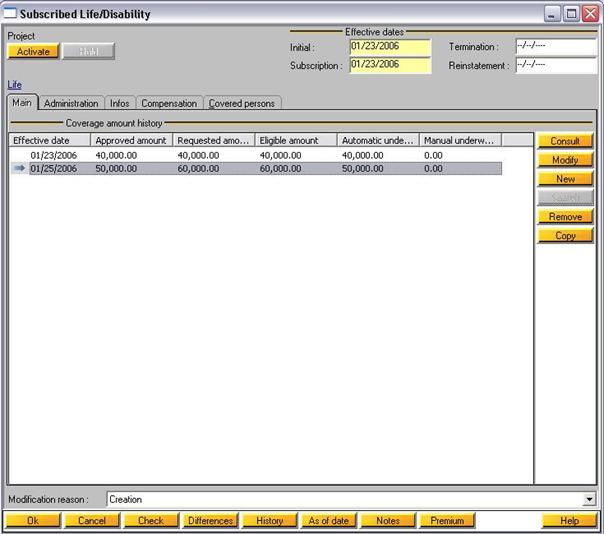 Subscribed Life/Disability
Project
Activate Hold
Effective dates
Initial : 01/23/2006 Termination : --/--/----
Subscription : 01/23/2006 Reinstatement : --/--/----
Life
Main Administration Infos Compensation Covered persons
Coverage amount history
Effective date Approved amount Requested amo... Eligible amount Automatic unde... Manual underw...
01/23/2006 40,000.00 40,000.00 40,000.00 40,000.00 0.00
01/25/2006 50,000.00 60,000.00 60,000.00 50,000.00 0.00
Consult
Modify
New
Search
Remove
Copy
Modification reason : Creation
Ok Cancel Check Differences History As of date Notes Premium Help